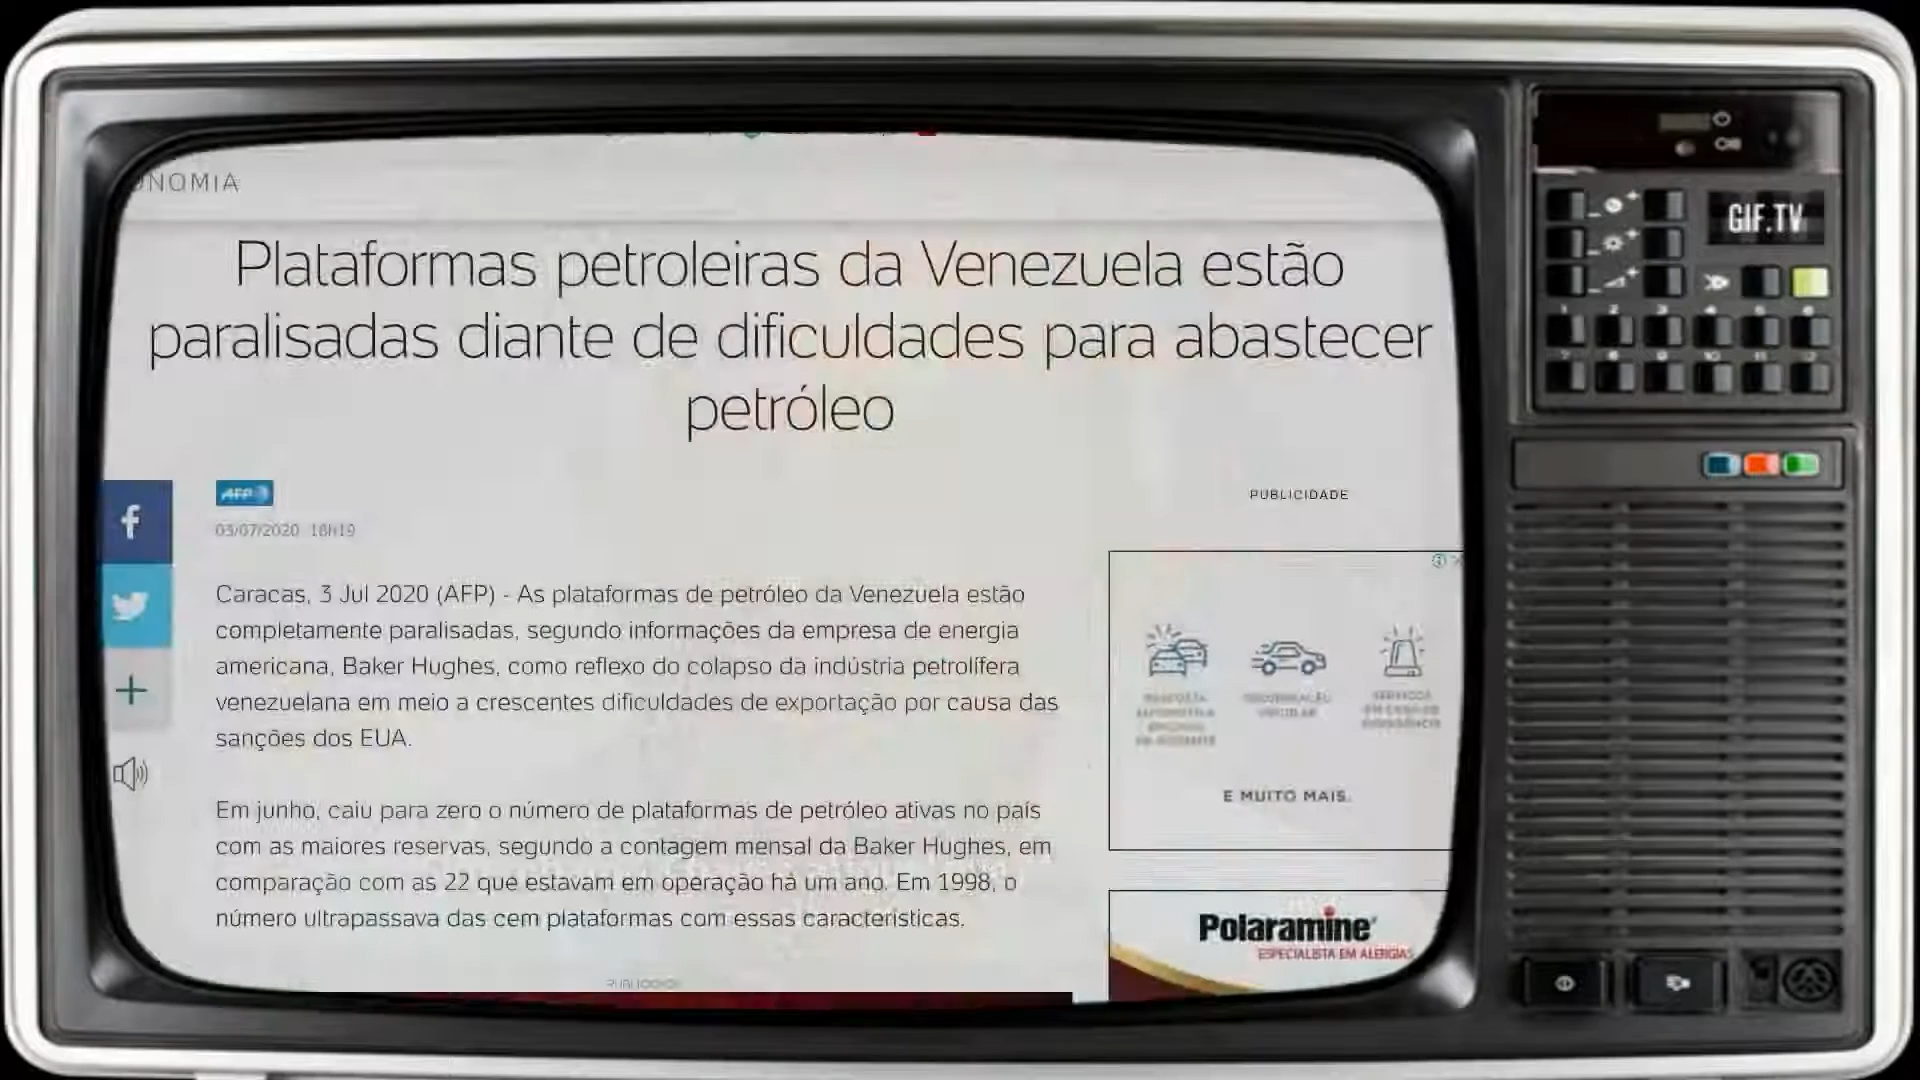 ONOMIA
GIF.TV
Plataformas petroleiras da Venezuela estão
paralisadas diante de dificuldades para abastecer
petróleo
AFP
03/07/2020 16h19
PUBLICIDADE
Caracas, 3 Jul 2020 (AFP) - As plataformas de petróleo da Venezuela estão
completamente paralisadas, segundo informações da empresa de energia
americana, Baker Hughes, como reflexo do colapso da indústria petrolífera
venezuelana em meio a crescentes dificuldades de exportação por causa das
sanções dos EUA.
Em junho, caiu para zero o número de plataformas de petróleo ativas no país
com as maiores reservas, segundo a contagem mensal da Baker Hughes, em
comparação com as 22 que estavam em operação há um ano. Em 1998, o
número ultrapassava das cem plataformas com essas características.
E MUITO MAIS.
Polaramine
ESPECIALISTA EM ALERGIAS